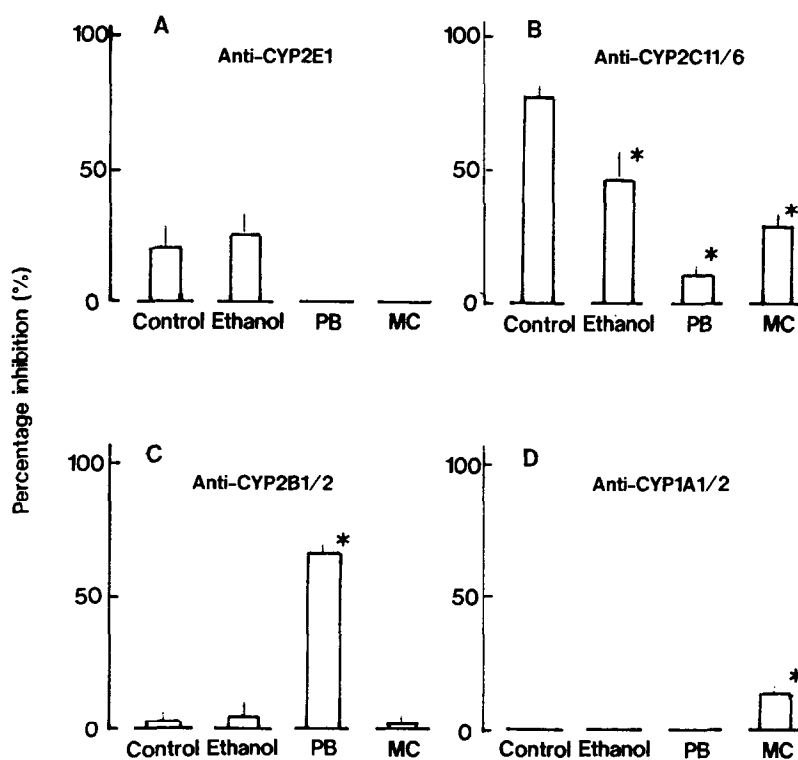 Percentage inhibition (%)
A
Anti-CYP2E1
100
50
0
Control Ethanol PB MC
B
Anti-CYP2C11/6
100
50
0
*
*
*
Control Ethanol PB MC
C
Anti-CYP2B1/2
100
50
0
*
Control Ethanol PB MC
D
Anti-CYP1A1/2
100
50
0
*
Control Ethanol PB MC